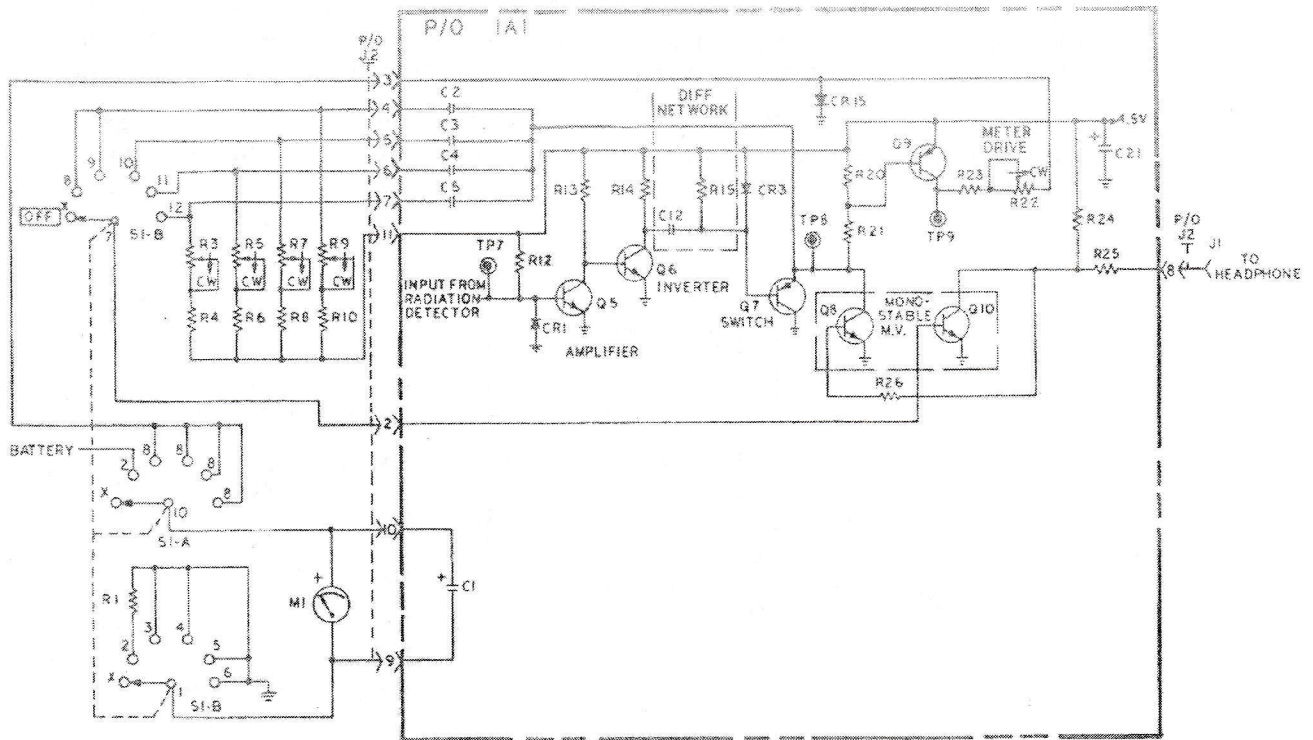 P/O 1A1
P/O
J2
3
4
5
6
7
11
2
10
9
C2
C3
C4
C5
DIFF
NETWORK
CR15
4.5V
+
C21
Q9
METER
DRIVE
CW
R22
R23
R20
R21
TP9
TP8
R24
R25
P/O
J2
8
J1
TO
HEADPHONE
R13
R14
R15
CR3
C12
8
9
10
11
12
OFF
X
7
S1-B
R3
CW
R5
CW
R7
CW
R9
CW
R4
R6
R8
R10
TP7
R12
INPUT FROM
RADIATION
DETECTOR
CR1
Q5
AMPLIFIER
Q6
INVERTER
Q7
SWITCH
Q8
MONO-
STABLE
M.V.
Q10
R26
BATTERY
2
8
8
8
8
X
10
S1-A
+
M1
+
C1
R1
2
3
4
5
6
X
1
S1-B